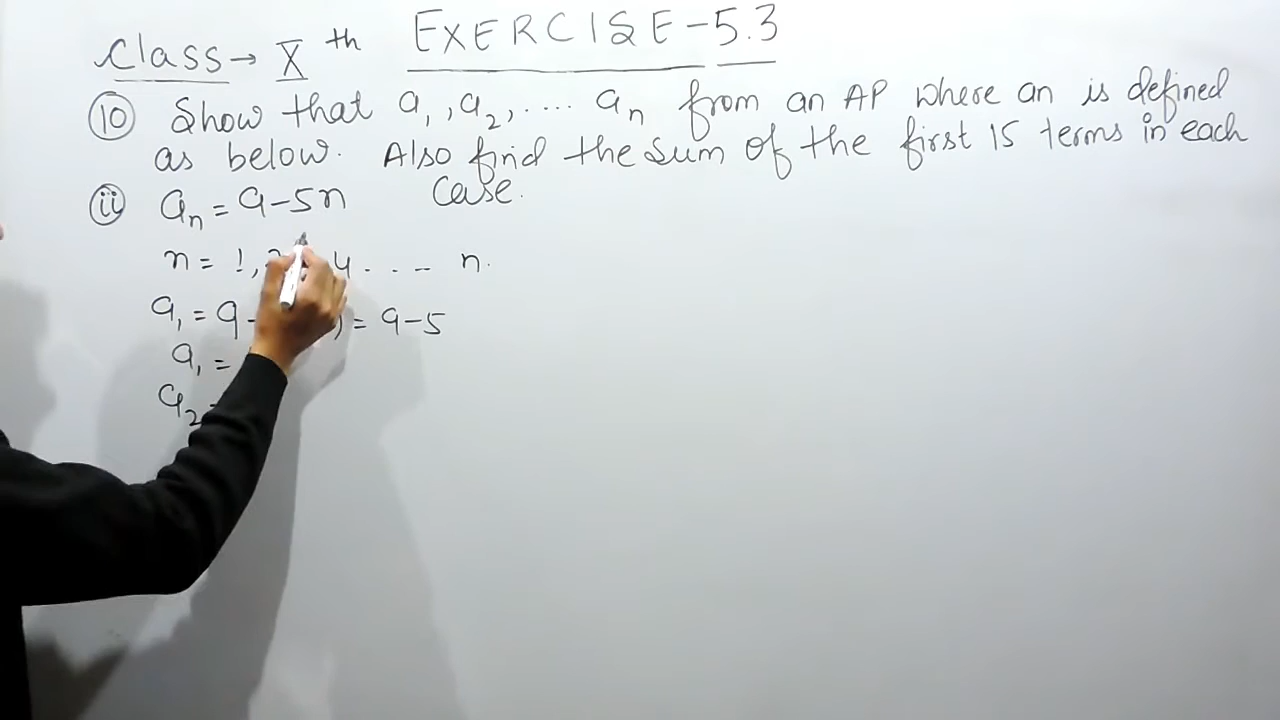 Class → Xth EXERCISE-5.3
(10) Show that a₁, a₂, .... aₙ from an AP where an is defined
as below. Also find the sum of the first 15 terms in each
case.
(ii) aₙ = 9-5n
n = 1, 4 . . -- n.
a₁ = 9- ) = 9-5
a₁ =
a₂